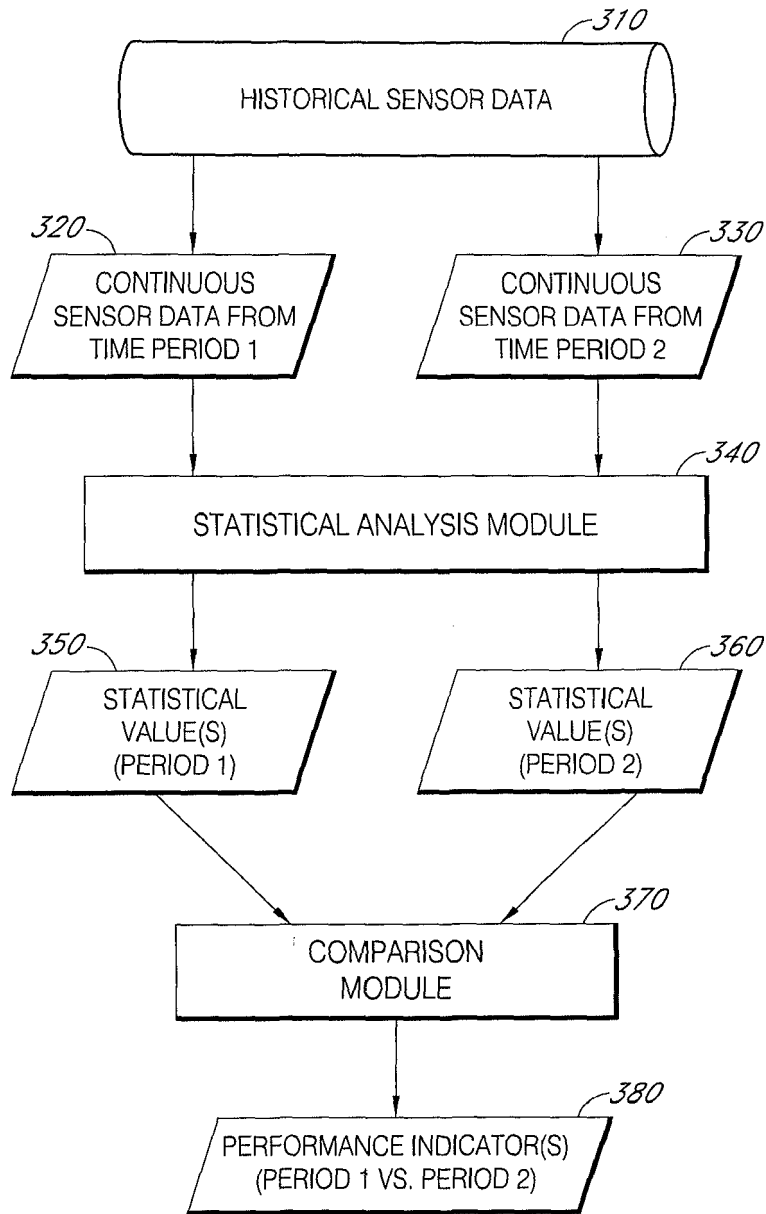 310
HISTORICAL SENSOR DATA
320
CONTINUOUS
SENSOR DATA FROM
TIME PERIOD 1
330
CONTINUOUS
SENSOR DATA FROM
TIME PERIOD 2
340
STATISTICAL ANALYSIS MODULE
350
STATISTICAL
VALUE(S)
(PERIOD 1)
360
STATISTICAL
VALUE(S)
(PERIOD 2)
370
COMPARISON
MODULE
380
PERFORMANCE INDICATOR(S)
(PERIOD 1 VS. PERIOD 2)